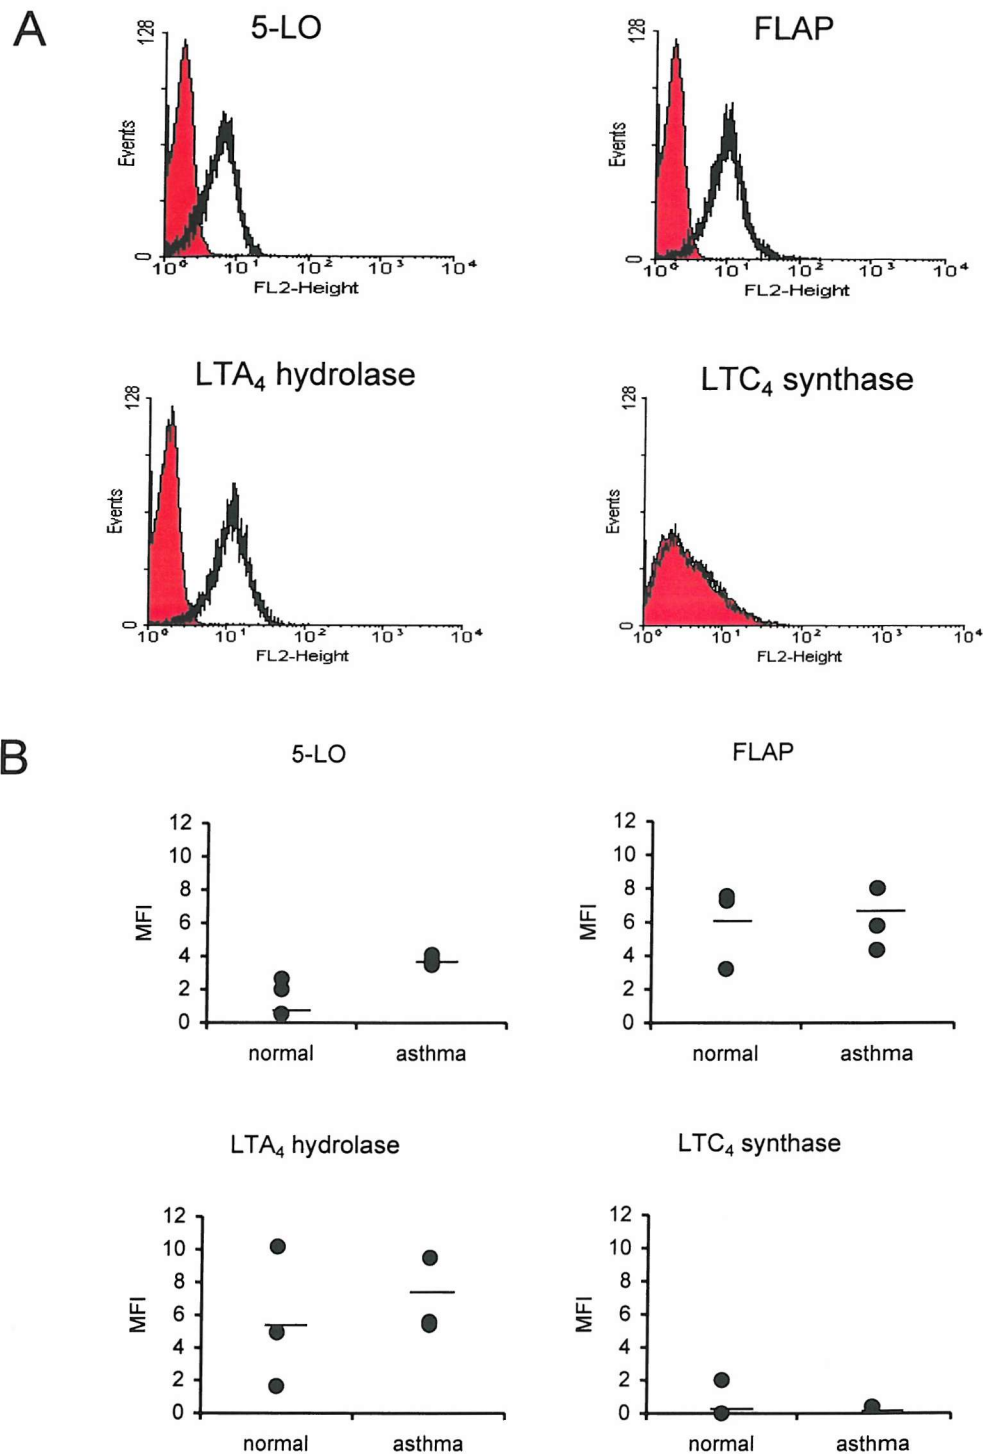 A
5-LO
128
Events
0
10⁰ 10¹ 10² 10³ 10⁴
FL2-Height
FLAP
128
Events
0
10⁰ 10¹ 10² 10³ 10⁴
FL2-Height
LTA₄ hydrolase
128
Events
0
10⁰ 10¹ 10² 10³ 10⁴
FL2-Height
LTC₄ synthase
128
Events
0
10⁰ 10¹ 10² 10³ 10⁴
FL2-Height
B
5-LO
12
10
8
6
4
2
0
MFI
normal asthma
FLAP
12
10
8
6
4
2
0
MFI
normal asthma
LTA₄ hydrolase
12
10
8
6
4
2
0
MFI
normal asthma
LTC₄ synthase
12
10
8
6
4
2
0
MFI
normal asthma